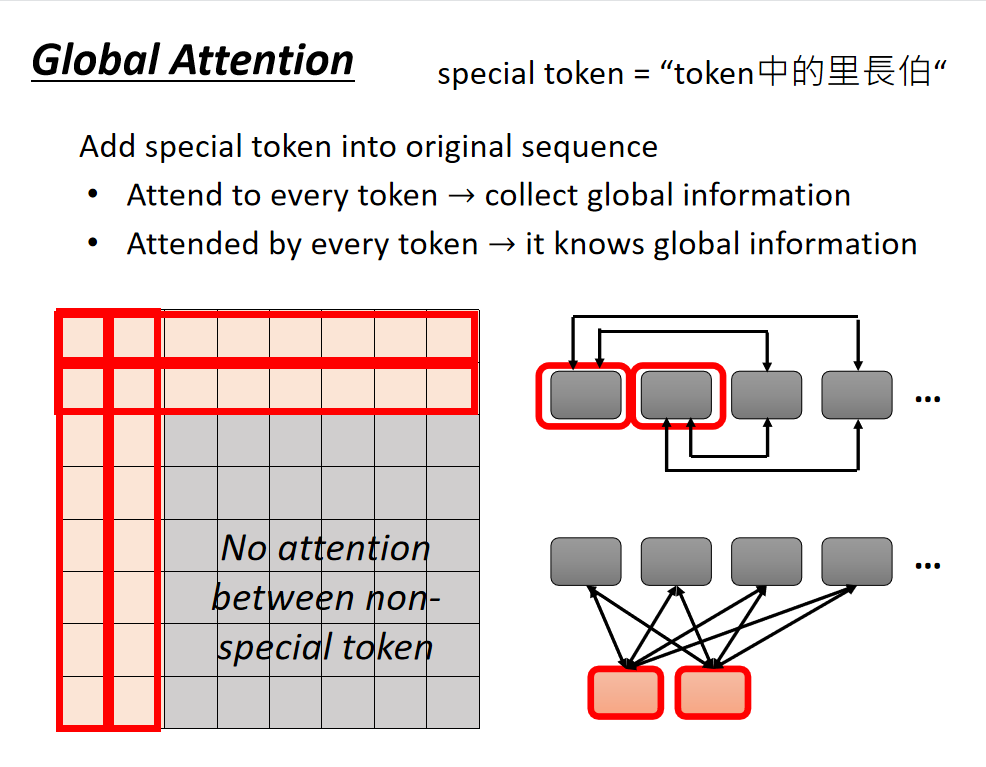 Global Attention
special token = “token中的里長伯“
Add special token into original sequence
• Attend to every token → collect global information
• Attended by every token → it knows global information
No attention
between non-
special token
...
...